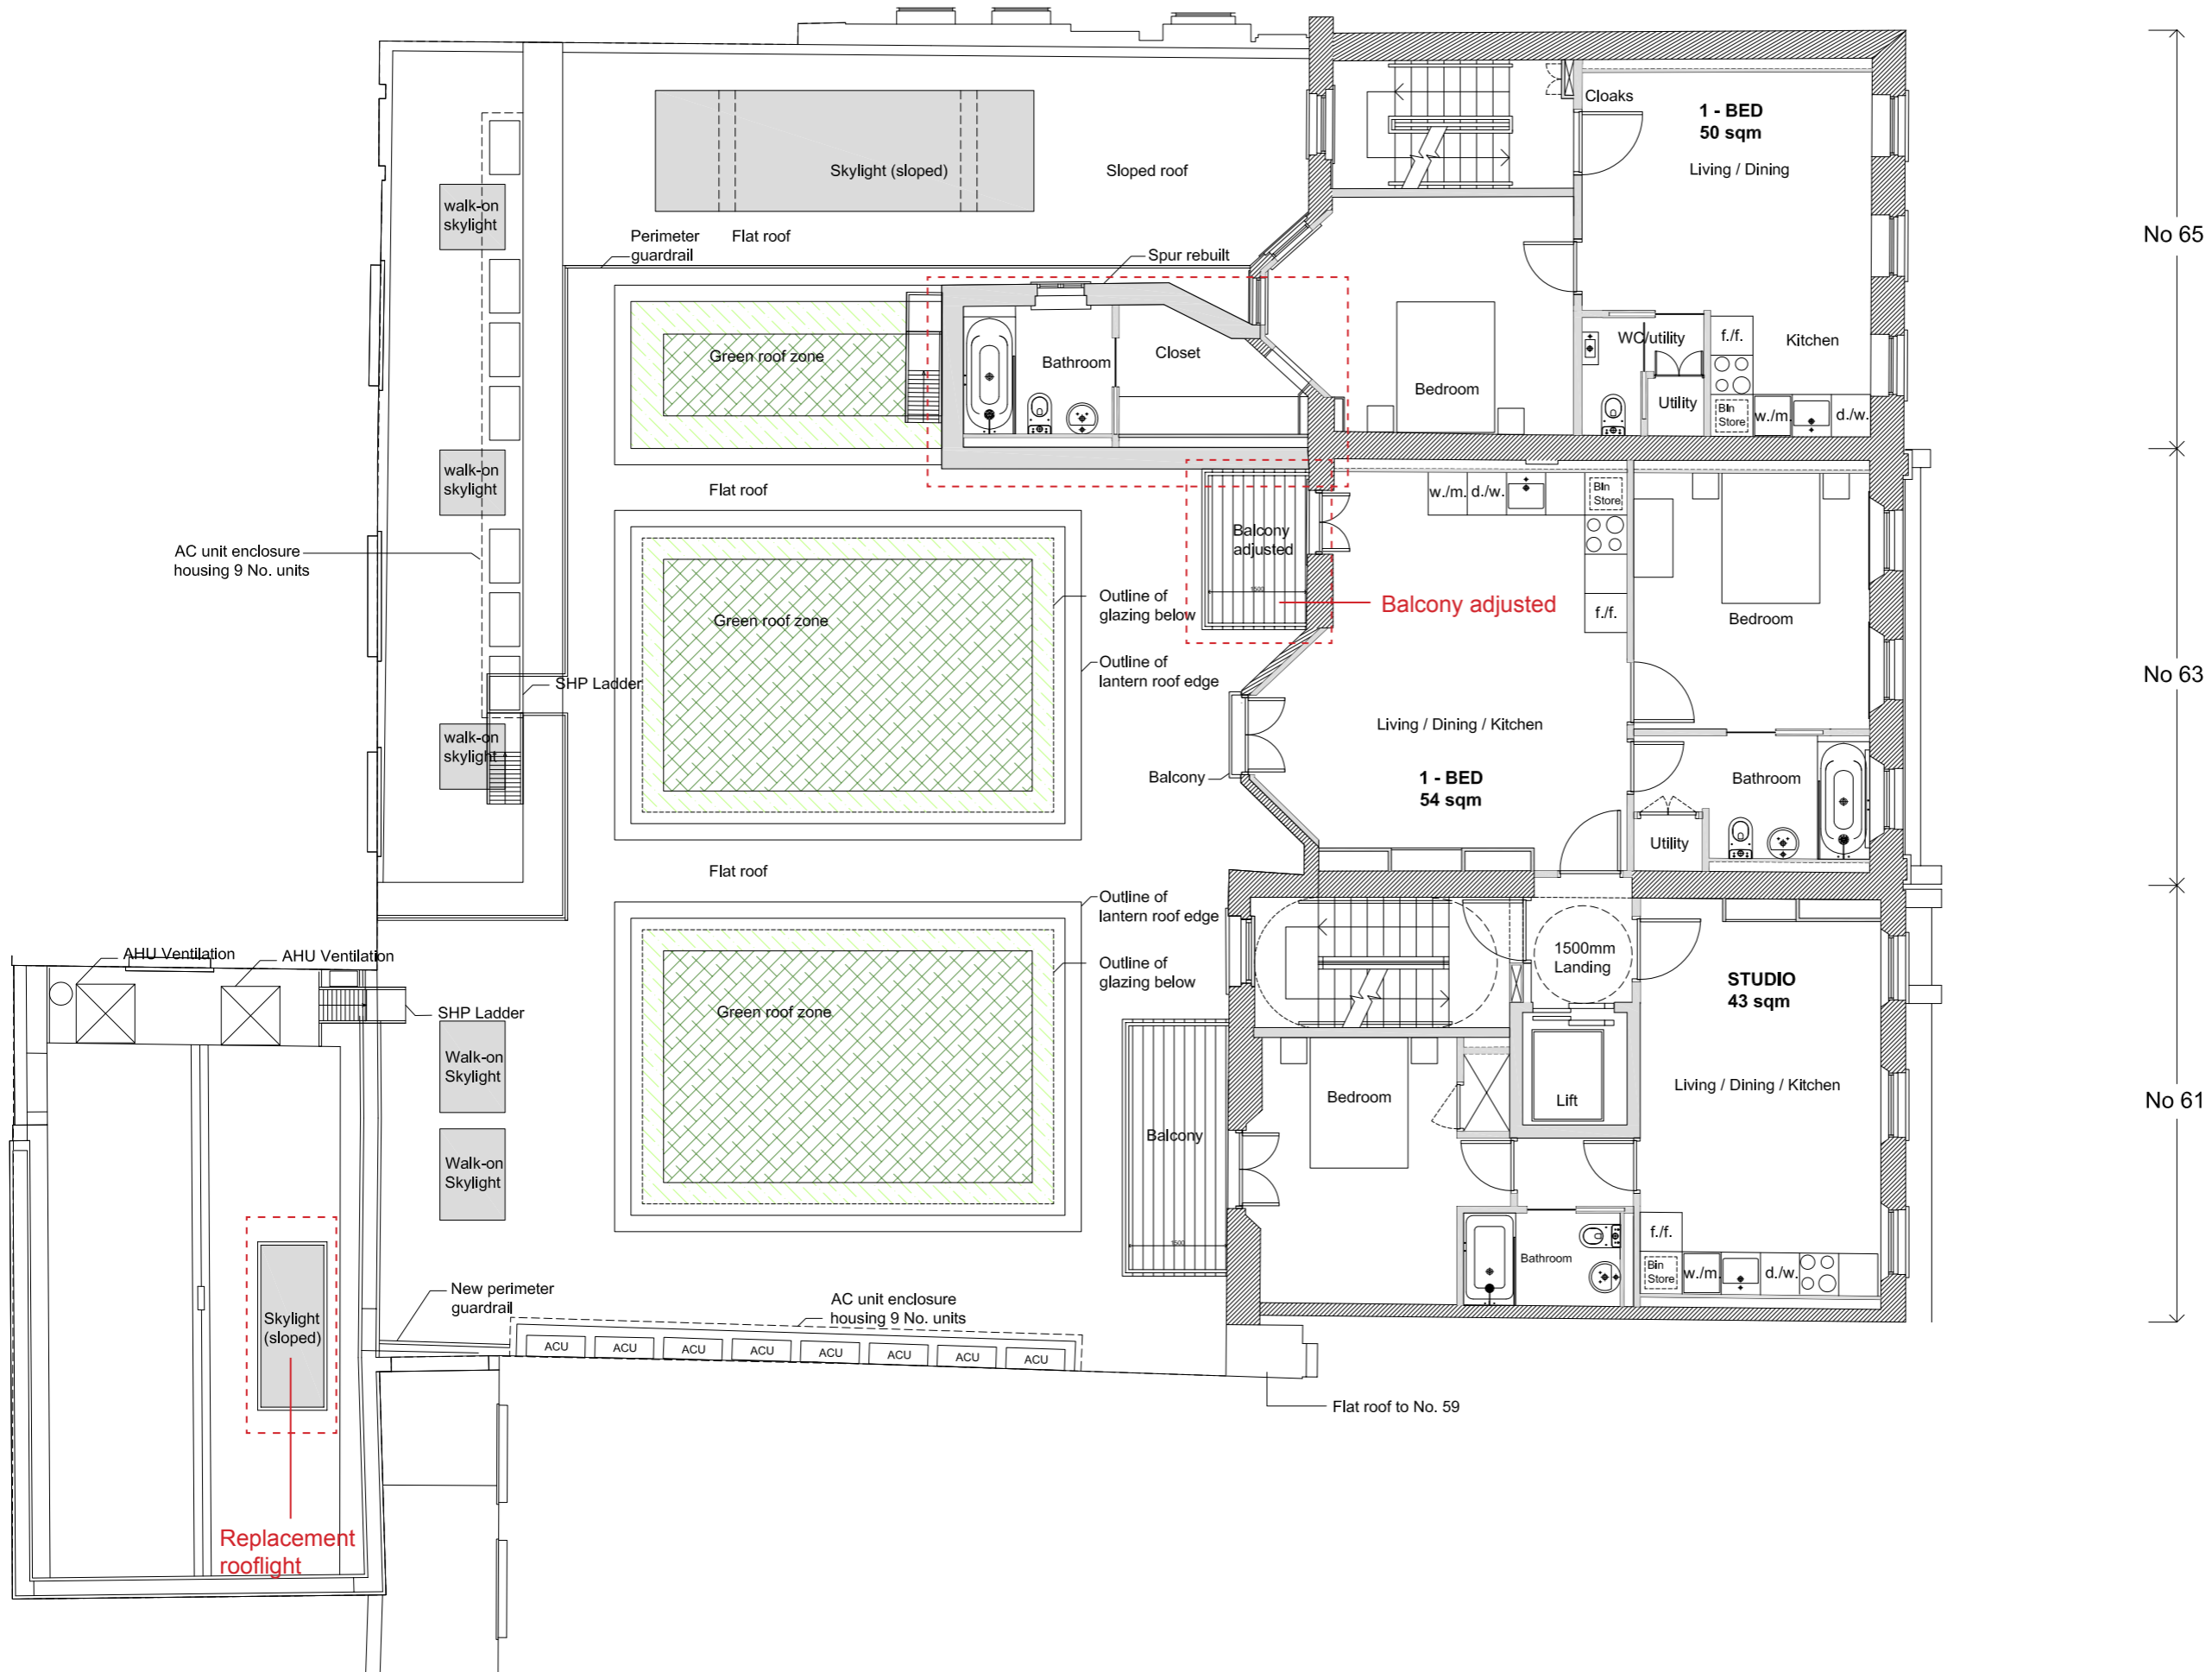 Cloaks
1 - BED
50 sqm
Living / Dining
Skylight (sloped)
Sloped roof
walk-on
skylight
Perimeter
guardrail
Flat roof
Spur rebuilt
No 65
Green roof zone
Bathroom
Closet
Bedroom
WC/utility
f./f.
Kitchen
Utility
Bin
Store
w./m.
d./w.
walk-on
skylight
Flat roof
w./m.
d./w.
Bin
Store
Balcony
adjusted
1500
AC unit enclosure
housing 9 No. units
Outline of
glazing below
Balcony adjusted
f./f.
Bedroom
Green roof zone
Outline of
lantern roof edge
No 63
SHP Ladder
walk-on
skylight
Living / Dining / Kitchen
Balcony
1 - BED
54 sqm
Bathroom
Utility
Flat roof
Outline of
lantern roof edge
AHU Ventilation
AHU Ventilation
1500mm
Landing
Outline of
glazing below
STUDIO
43 sqm
SHP Ladder
Green roof zone
Walk-on
Skylight
Living / Dining / Kitchen
Bedroom
Lift
No 61
Balcony
Walk-on
Skylight
1500
f./f.
Bathroom
Bin
Store
w./m.
d./w.
New perimeter
guardrail
AC unit enclosure
housing 9 No. units
Skylight
(sloped)
ACU
ACU
ACU
ACU
ACU
ACU
ACU
ACU
Flat roof to No. 59
Replacement
rooflight